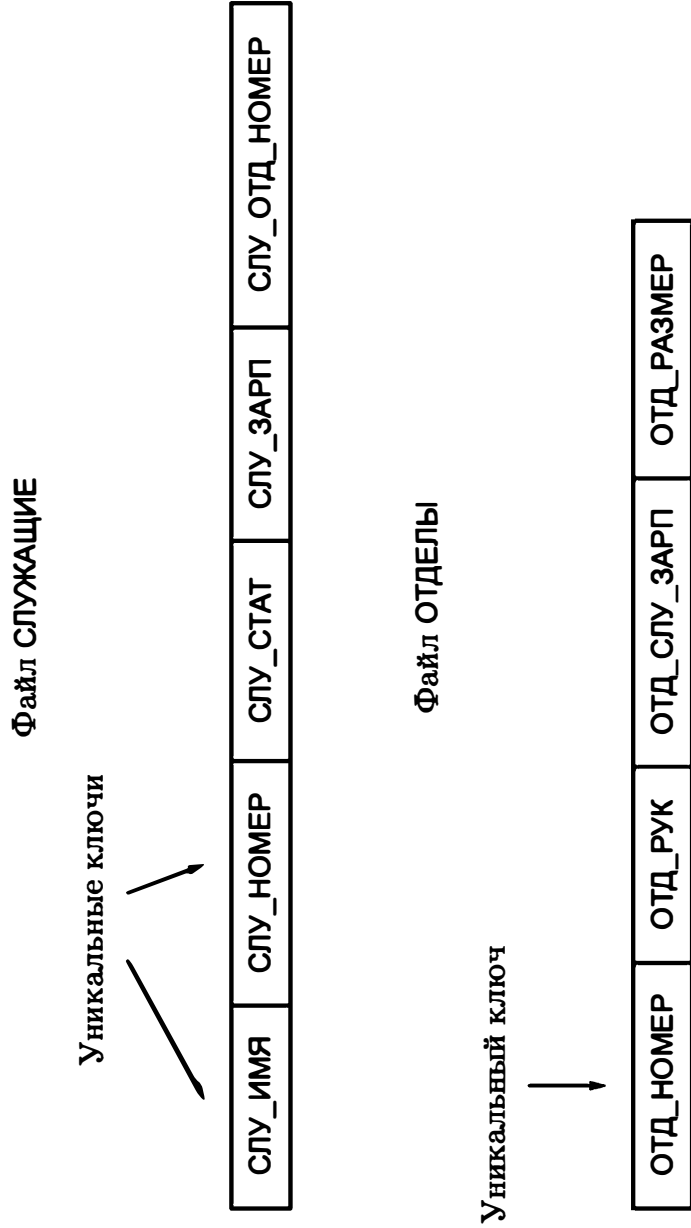 Файл СЛУЖАЩИЕ
Уникальные ключи
СЛУ_ИМЯ СЛУ_НОМЕР СЛУ_СТАТ СЛУ_ЗАРП СЛУ_ОТД_НОМЕР
Файл ОТДЕЛЫ
Уникальный ключ
ОТД_НОМЕР ОТД_РУК ОТД_СЛУ_ЗАРП ОТД_РАЗМЕР